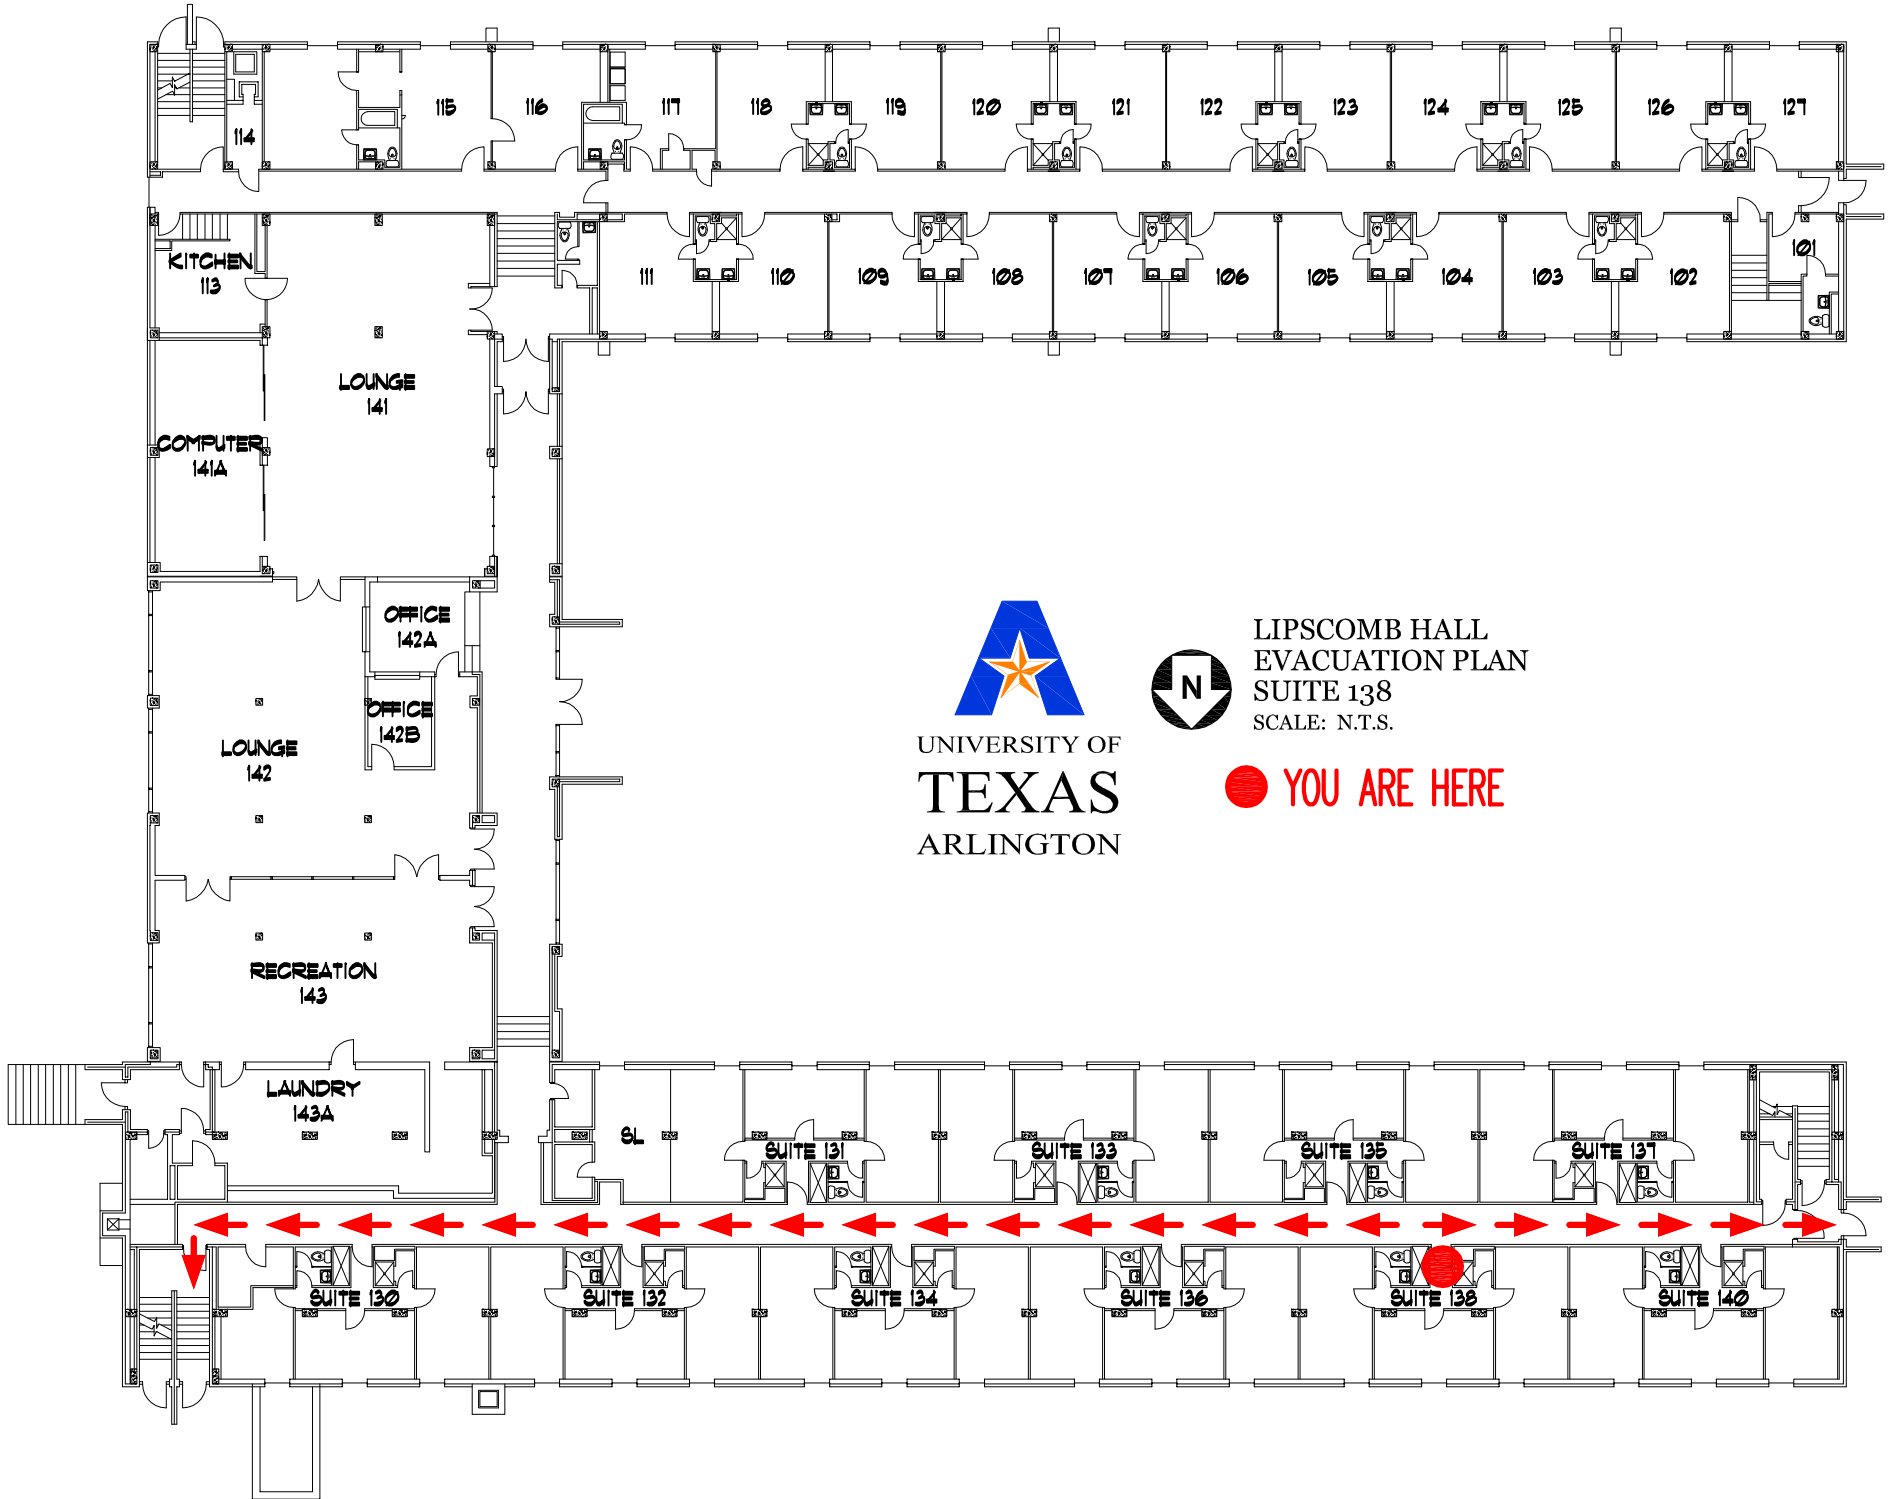 115
116
117
118
119
120
121
122
123
124
125
126
127
114
KITCHEN
113
111
110
109
108
107
106
105
104
103
102
101
LOUNGE
141
COMPUTER
141A
OFFICE
142A
OFFICE
142B
LOUNGE
142
N
LIPSCOMB HALL
EVACUATION PLAN
SUITE 138
SCALE: N.T.S.
UNIVERSITY OF
TEXAS
ARLINGTON
YOU ARE HERE
RECREATION
143
LAUNDRY
143A
SL
SUITE 131
SUITE 133
SUITE 135
SUITE 137
SUITE 130
SUITE 132
SUITE 134
SUITE 136
SUITE 138
SUITE 140